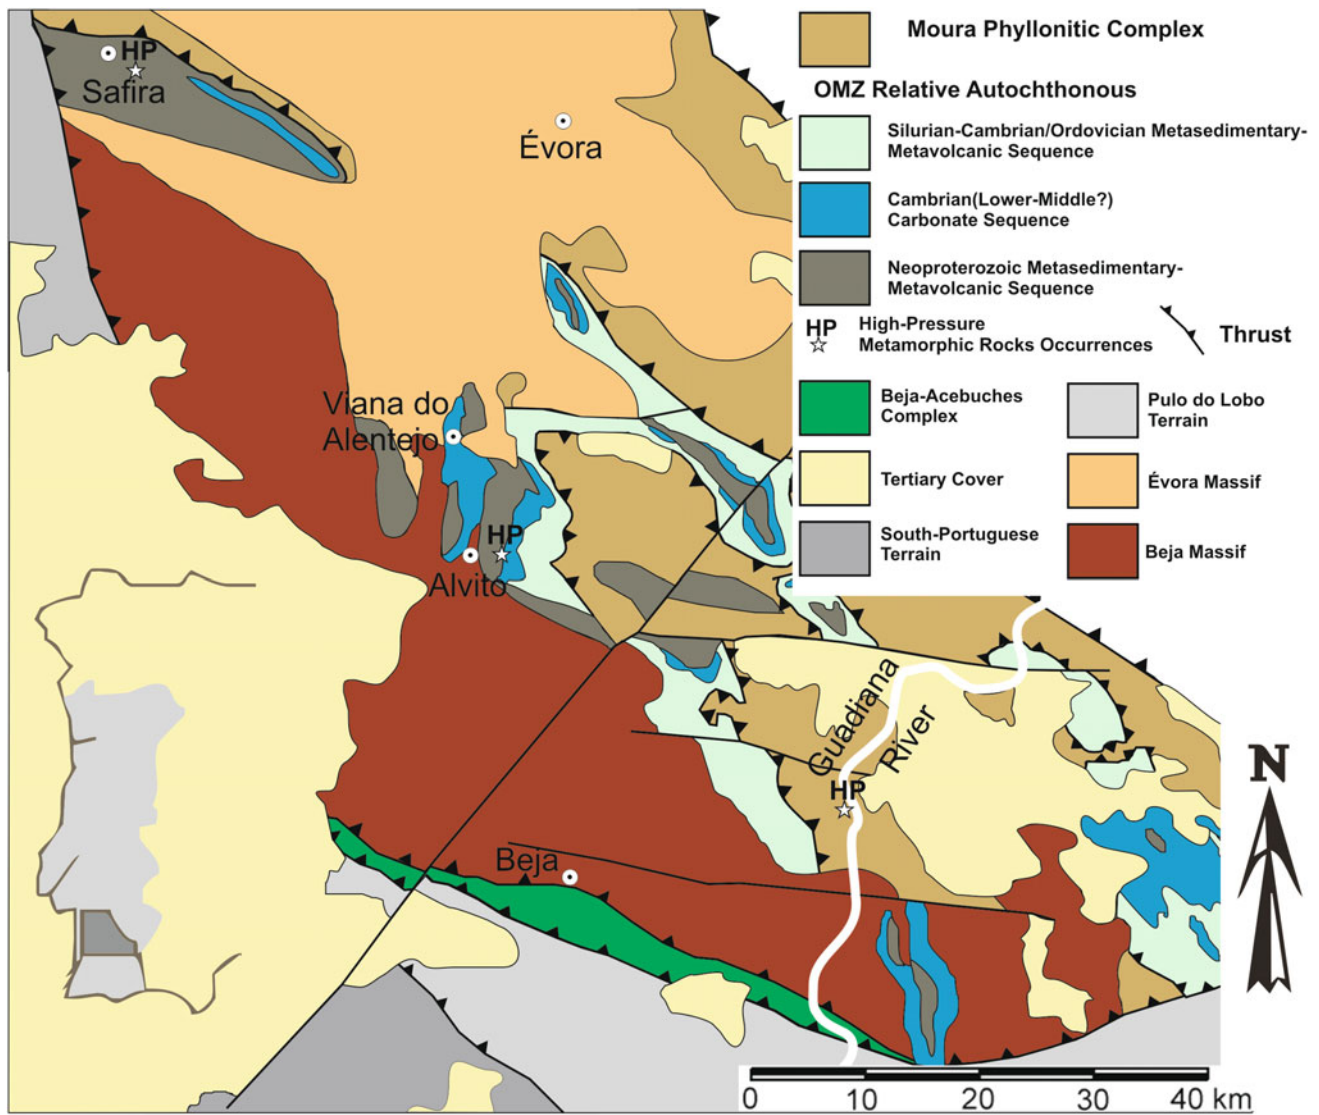 HP
Safira
Évora
Viana do
Alentejo
HP
Alvito
Guadiana
River
HP
Beja
Moura Phyllonitic Complex
OMZ Relative Autochthonous
Silurian-Cambrian/Ordovician Metasedimentary-
Metavolcanic Sequence
Cambrian(Lower-Middle?)
Carbonate Sequence
Neoproterozoic Metasedimentary-
Metavolcanic Sequence
HP
High-Pressure
Metamorphic Rocks Occurrences
Thrust
Beja-Acebuches
Complex
Pulo do Lobo
Terrain
Tertiary Cover
Évora Massif
South-Portuguese
Terrain
Beja Massif
N
0 10 20 30 40 km